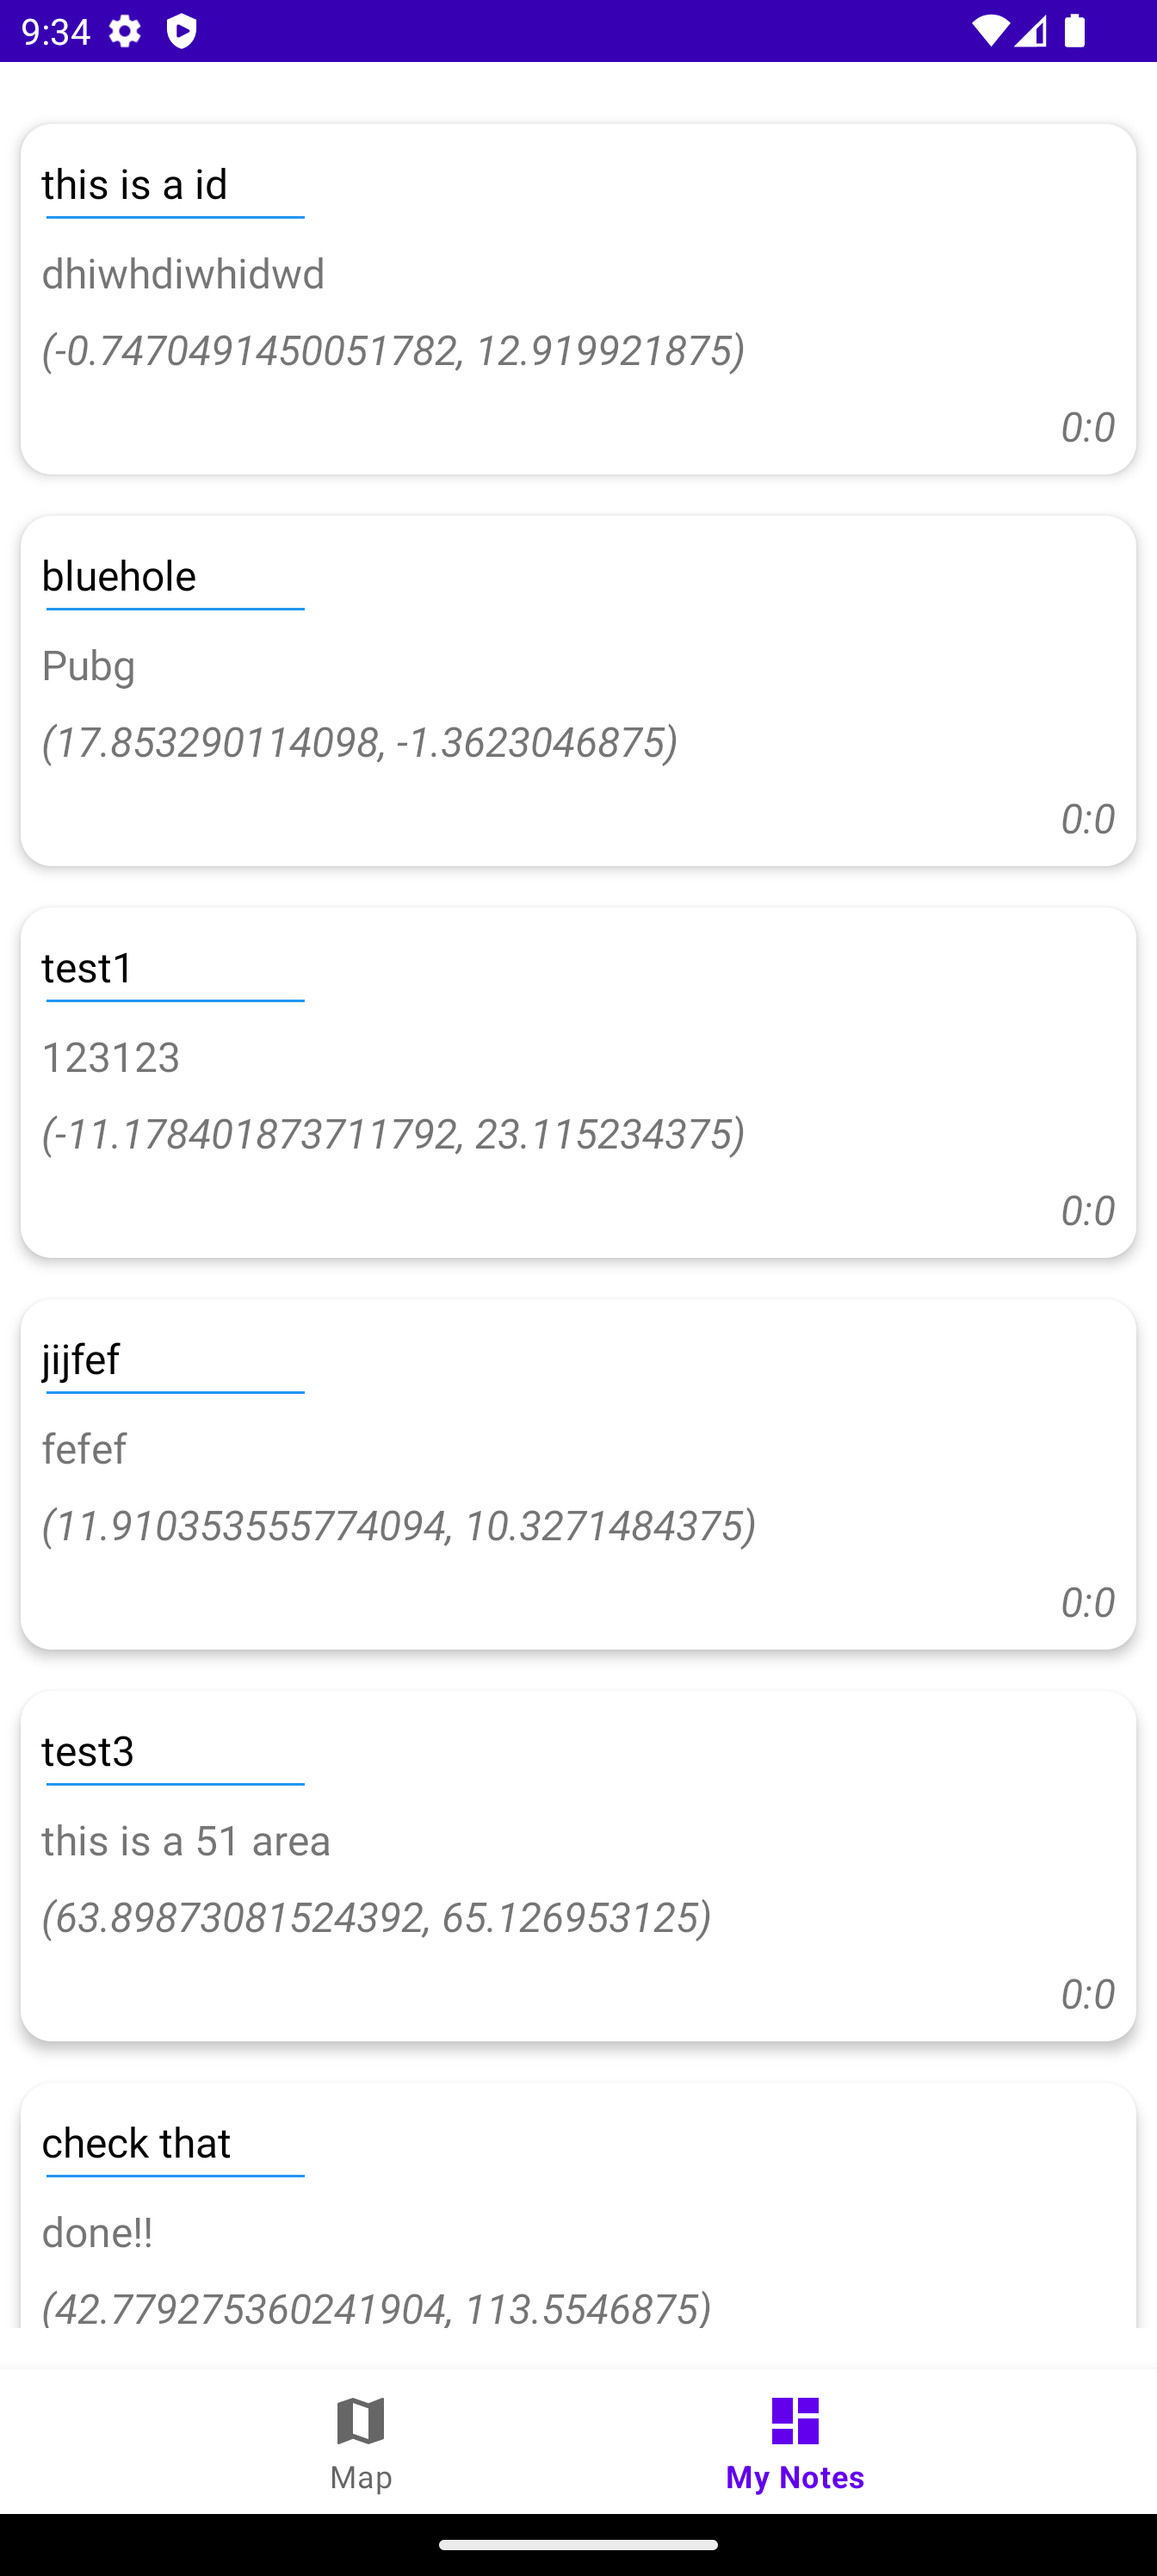 9:34
this is a id
dhiwhdiwhidwd
(-0.7470491450051782, 12.919921875)
0:0
bluehole
Pubg
(17.853290114098, -1.3623046875)
0:0
test1
123123
(-11.178401873711792, 23.115234375)
0:0
jijfef
fefef
(11.910353555774094, 10.3271484375)
0:0
test3
this is a 51 area
(63.89873081524392, 65.126953125)
0:0
check that
done!!
(42.779275360241904, 113.5546875)
Map
My Notes